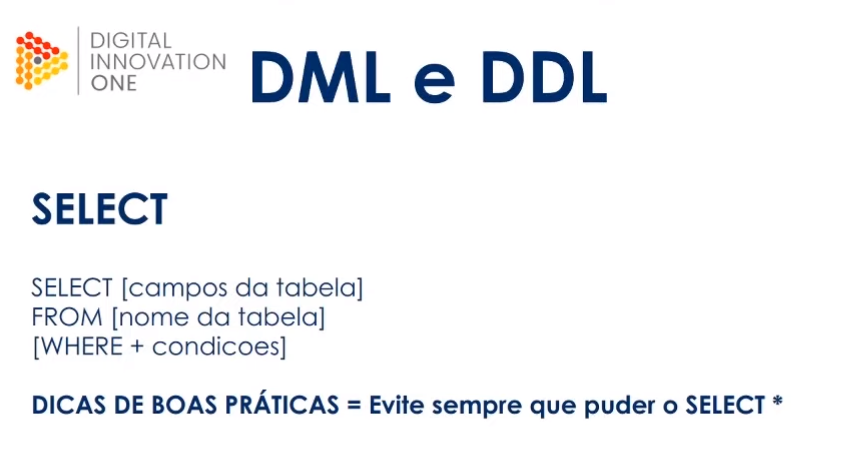 DIGITAL
INNOVATION
ONE
DML e DDL
SELECT
SELECT [campos da tabela]
FROM [nome da tabela]
[WHERE + condicoes]
DICAS DE BOAS PRÁTICAS = Evite sempre que puder o SELECT *